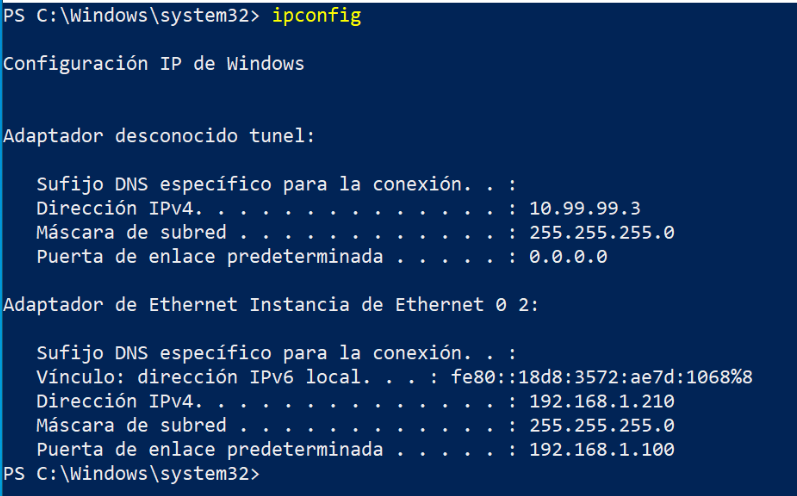 PS C:\Windows\system32> ipconfig
Configuración IP de Windows
Adaptador desconocido tunel:
Sufijo DNS específico para la conexión. . :
Dirección IPv4. . . . . . . . . . . . . . : 10.99.99.3
Máscara de subred . . . . . . . . . . . . : 255.255.255.0
Puerta de enlace predeterminada . . . . . : 0.0.0.0
Adaptador de Ethernet Instancia de Ethernet 0 2:
Sufijo DNS específico para la conexión. . :
Vínculo: dirección IPv6 local. . . : fe80::18d8:3572:ae7d:1068%8
Dirección IPv4. . . . . . . . . . . . . . : 192.168.1.210
Máscara de subred . . . . . . . . . . . . : 255.255.255.0
Puerta de enlace predeterminada . . . . . : 192.168.1.100
PS C:\Windows\system32>